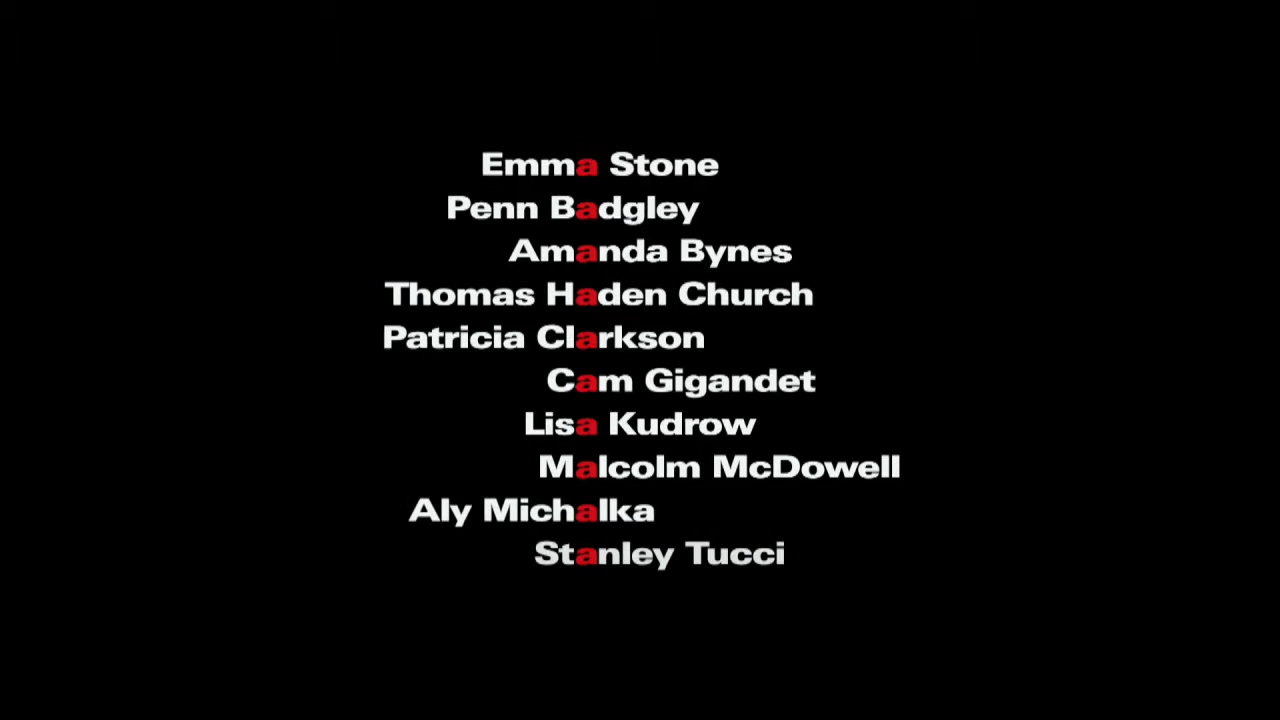 Emma Stone
Penn Badgley
Amanda Bynes
Thomas Haden Church
Patricia Clarkson
Cam Gigandet
Lisa Kudrow
Malcolm McDowell
Aly Michalka
Stanley Tucci